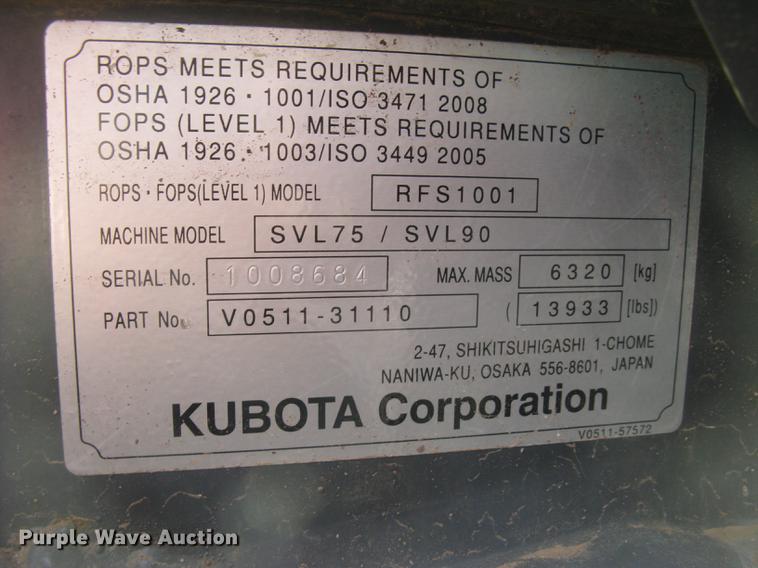 ROPS MEETS REQUIREMENTS OF
OSHA 1926・1001/ISO 3471 2008
FOPS (LEVEL 1) MEETS REQUIREMENTS OF
OSHA 1926・1003/ISO 3449 2005
ROPS・FOPS(LEVEL 1) MODEL RFS1001
MACHINE MODEL SVL75 / SVL90
SERIAL No. 1008684 MAX. MASS 6320 [kg]
PART No. V0511-31110 ( 13933 [lbs])
2-47, SHIKITSUHIGASHI 1-CHOME
NANIWA-KU, OSAKA 556-8601, JAPAN
KUBOTA Corporation
V0511-57572
Purple Wave Auction